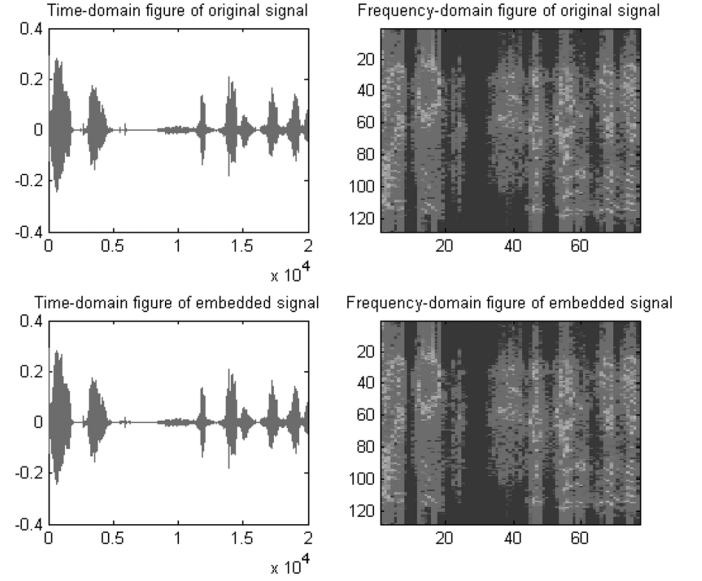 Time-domain figure of original signal
0.4
0.2
0
-0.2
-0.4
0 0.5 1 1.5 2
x 10^4
Frequency-domain figure of original signal
20
40
60
80
100
120
20 40 60
Time-domain figure of embedded signal
0.4
0.2
0
-0.2
-0.4
0 0.5 1 1.5 2
x 10^4
Frequency-domain figure of embedded signal
20
40
60
80
100
120
20 40 60